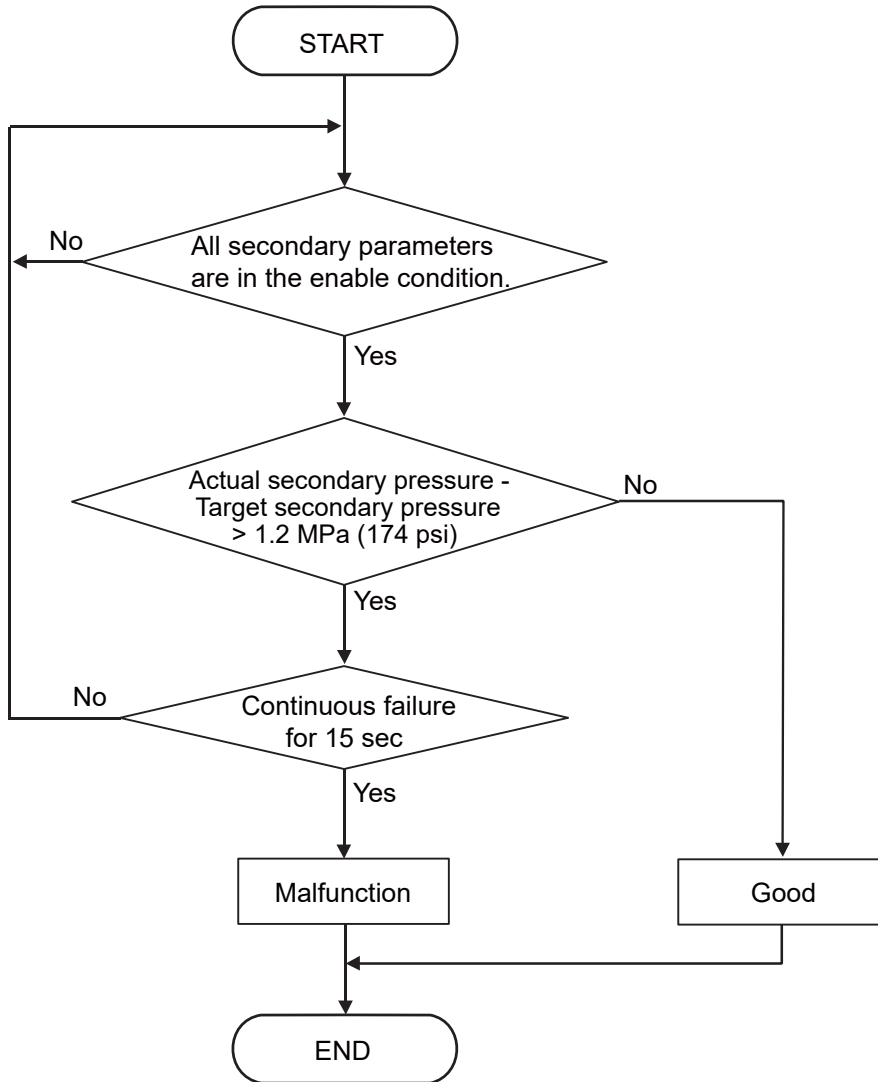 START
No
All secondary parameters
are in the enable condition.
Yes
Actual secondary pressure -
Target secondary pressure
> 1.2 MPa (174 psi)
No
Yes
No
Continuous failure
for 15 sec
Yes
Malfunction
Good
END